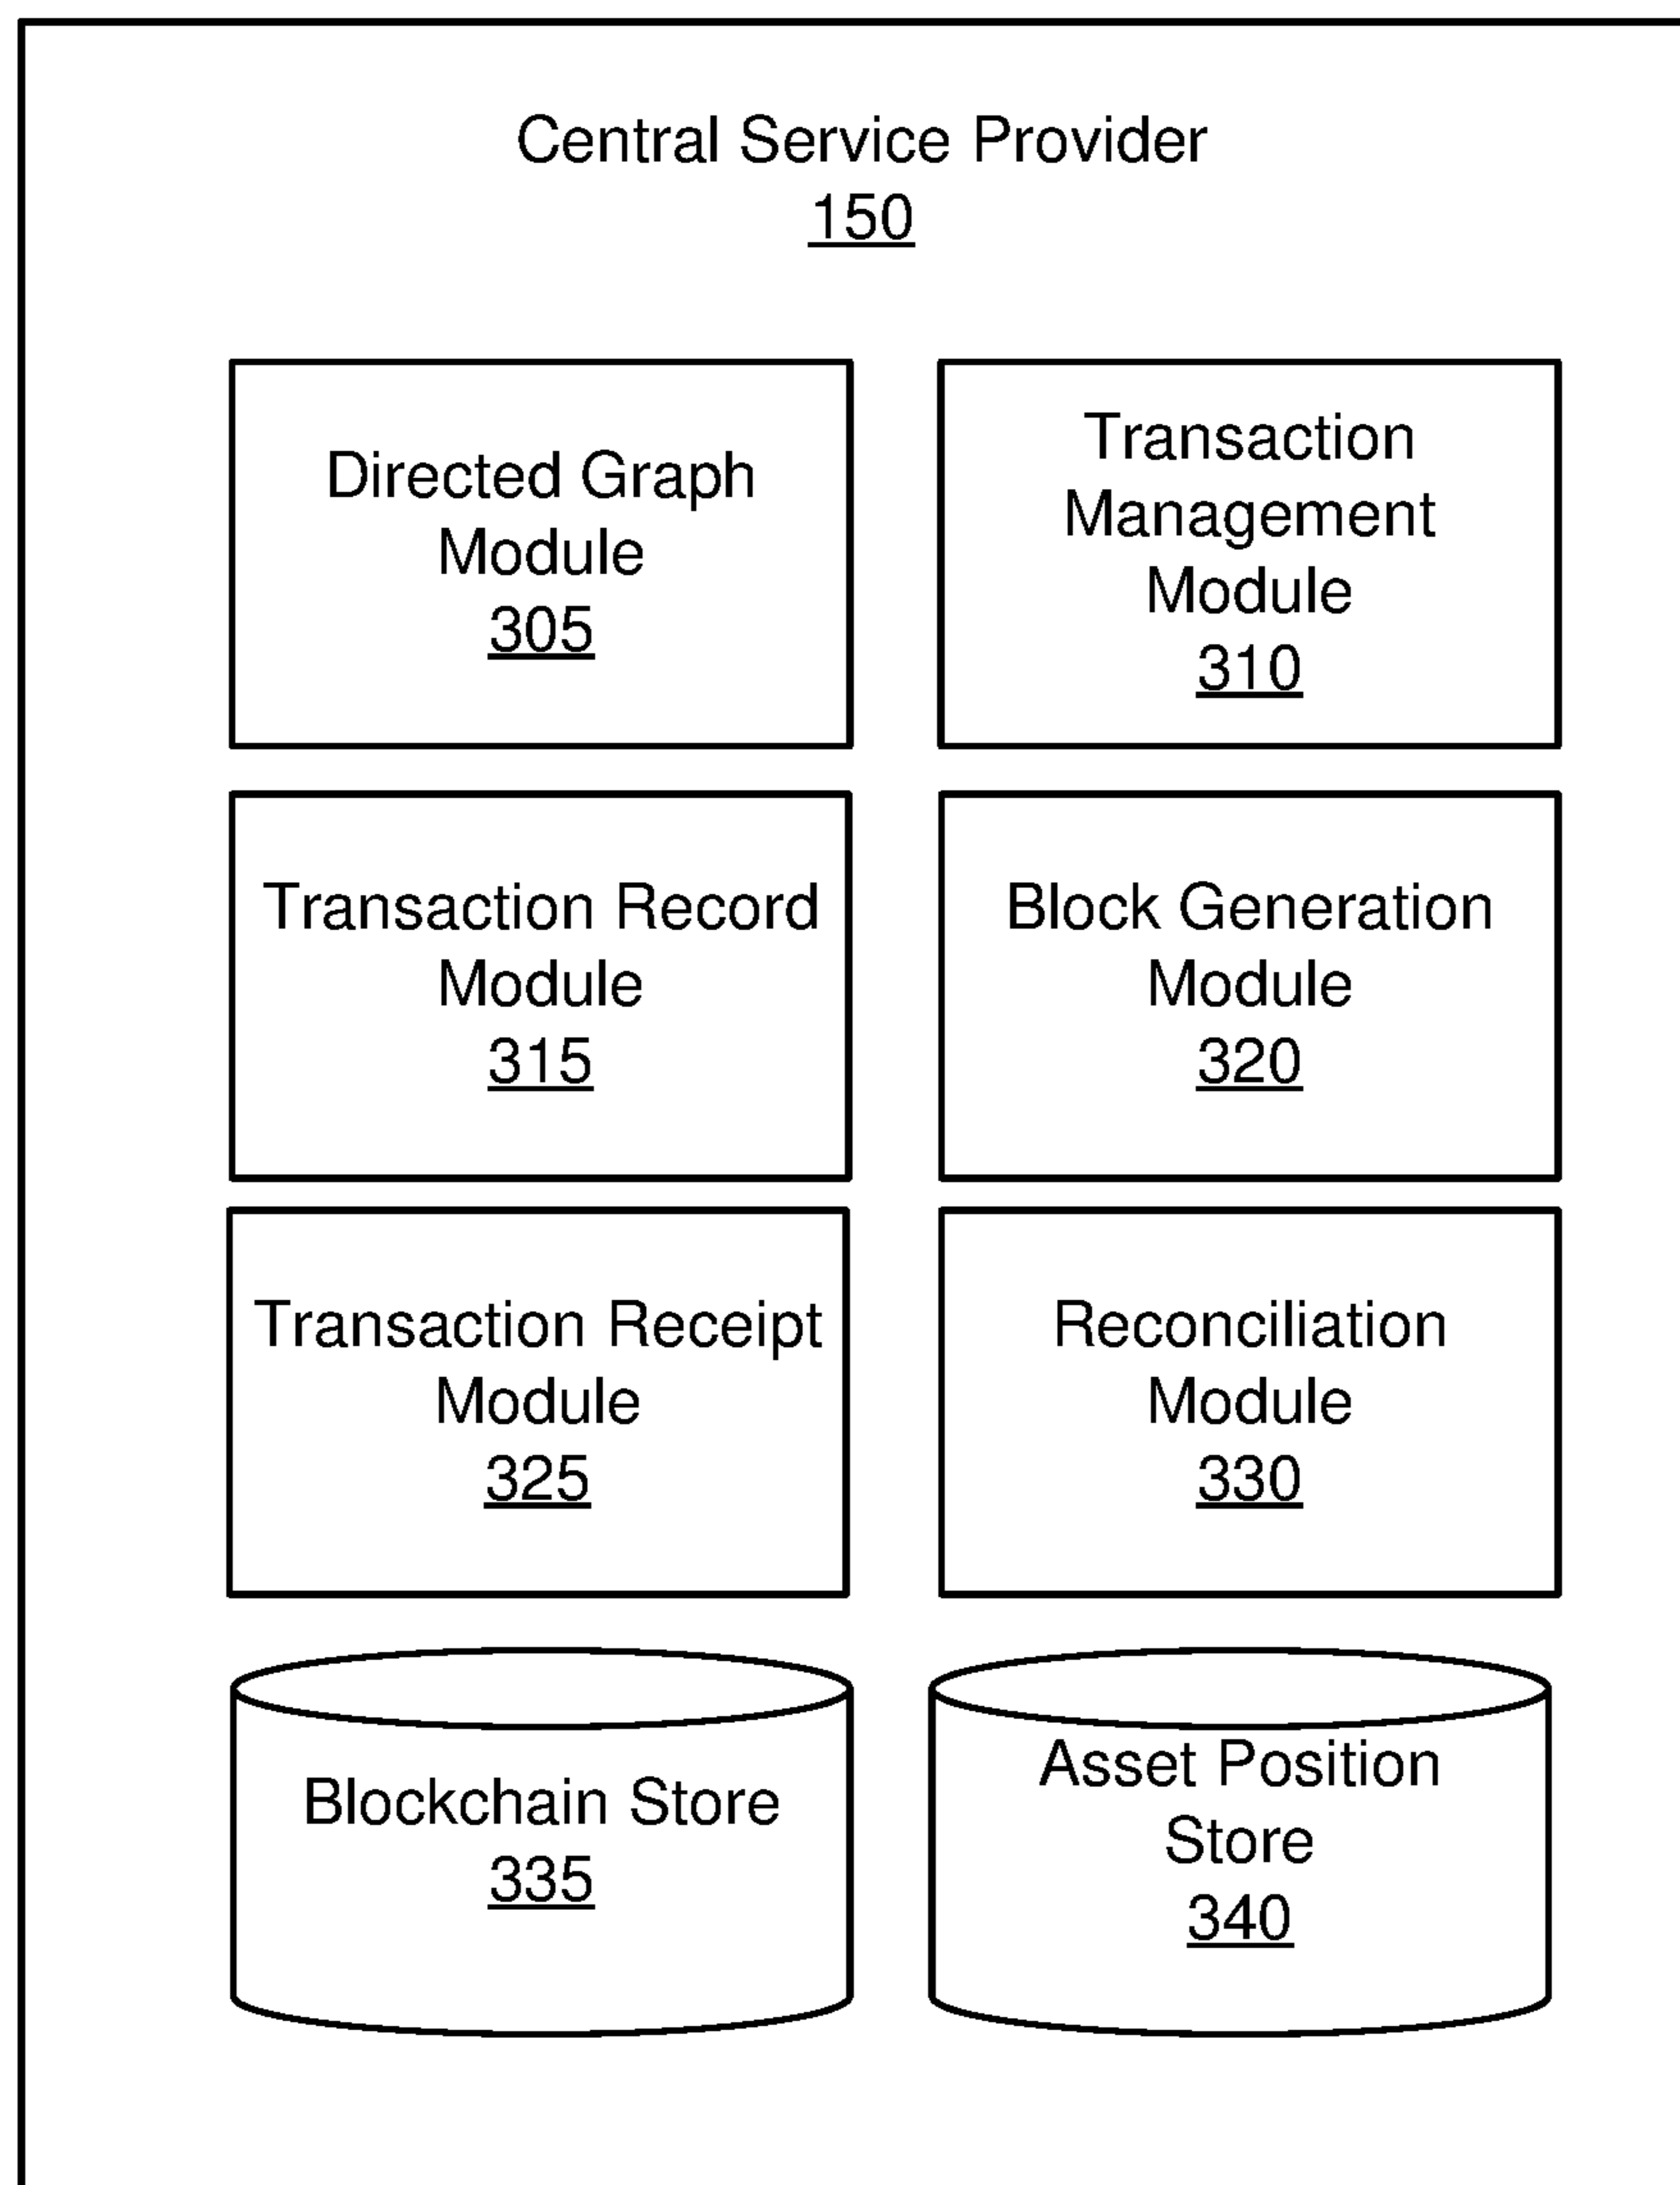 Central Service Provider
150
Directed Graph
Module
305
Transaction
Management
Module
310
Transaction Record
Module
315
Block Generation
Module
320
Transaction Receipt
Module
325
Reconciliation
Module
330
Blockchain Store
335
Asset Position
Store
340